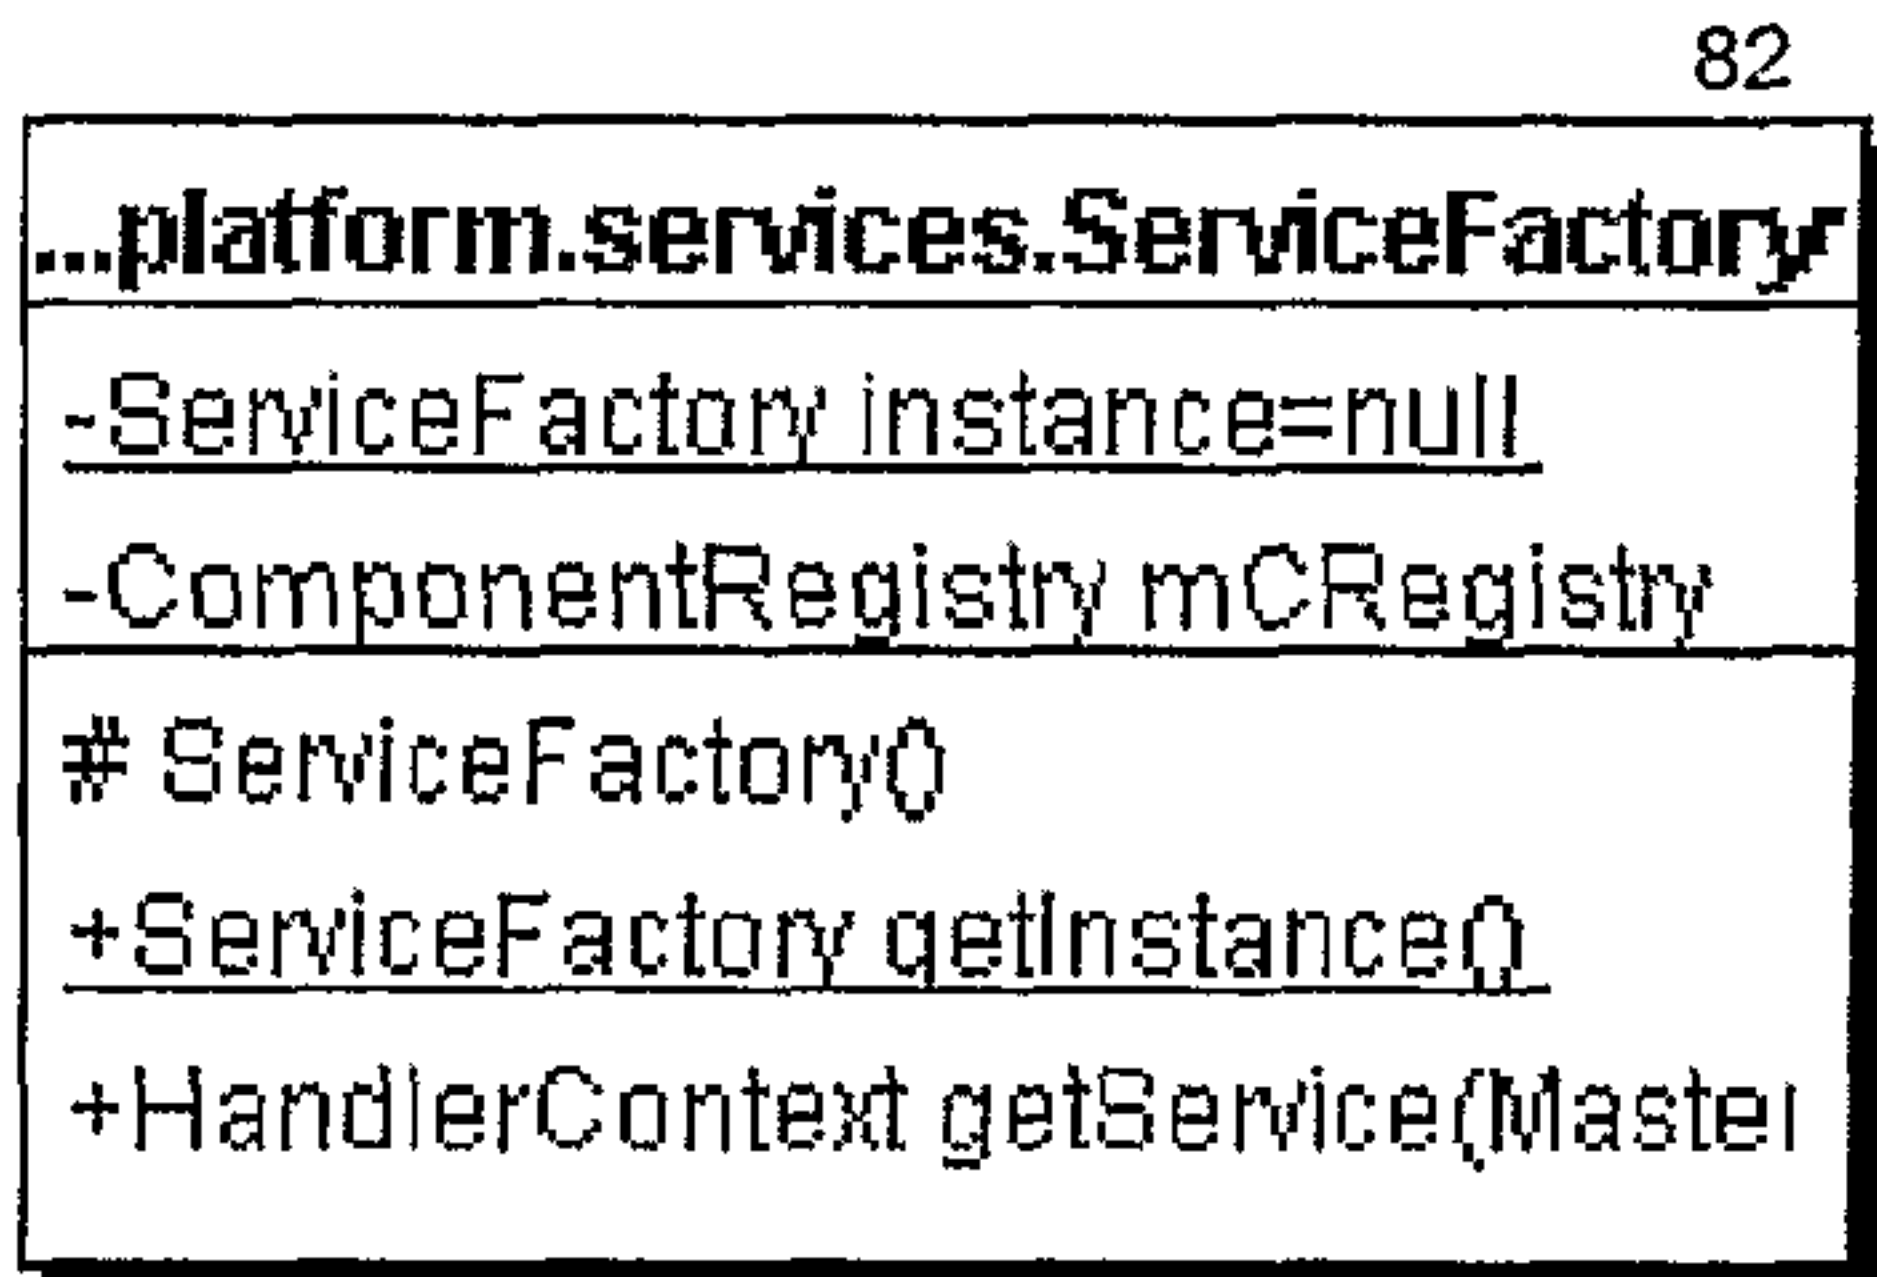 82
...platform.services.ServiceFactory
-ServiceFactory instance=null
-ComponentRegistry mCRegistry
# ServiceFactory()
+ServiceFactory getInstance()
+HandlerContext getService(Master